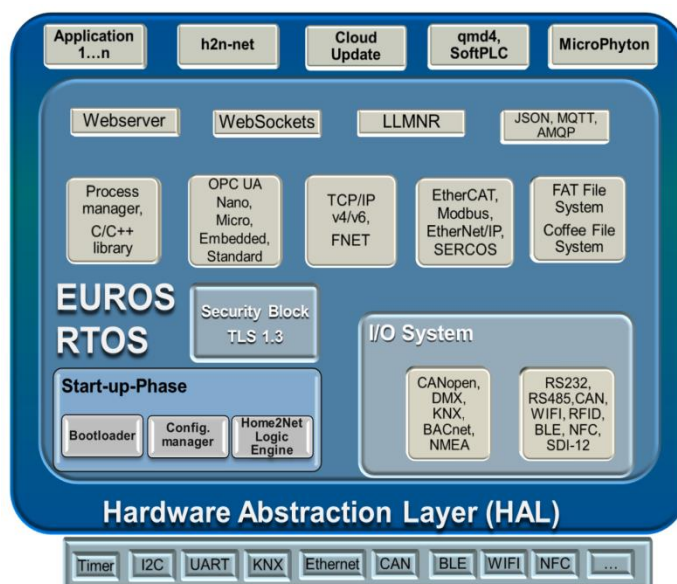 Application
1...n
h2n-net
Cloud
Update
qmd4,
SoftPLC
MicroPhyton
Webserver
WebSockets
LLMNR
JSON, MQTT,
AMQP
Process
manager,
C/C++
library
OPC UA
Nano,
Micro,
Embedded,
Standard
TCP/IP
v4/v6,
FNET
EtherCAT,
Modbus,
EtherNet/IP,
SERCOS
FAT File
System
Coffee File
System
EUROS
RTOS
Security Block
TLS 1.3
I/O System
CANopen,
DMX,
KNX,
BACnet,
NMEA
RS232,
RS485,CAN,
WIFI, RFID,
BLE, NFC,
SDI-12
Start-up-Phase
Bootloader
Config.
manager
Home2Net
Logic
Engine
Hardware Abstraction Layer (HAL)
Timer
I2C
UART
KNX
Ethernet
CAN
BLE
WIFI
NFC
...